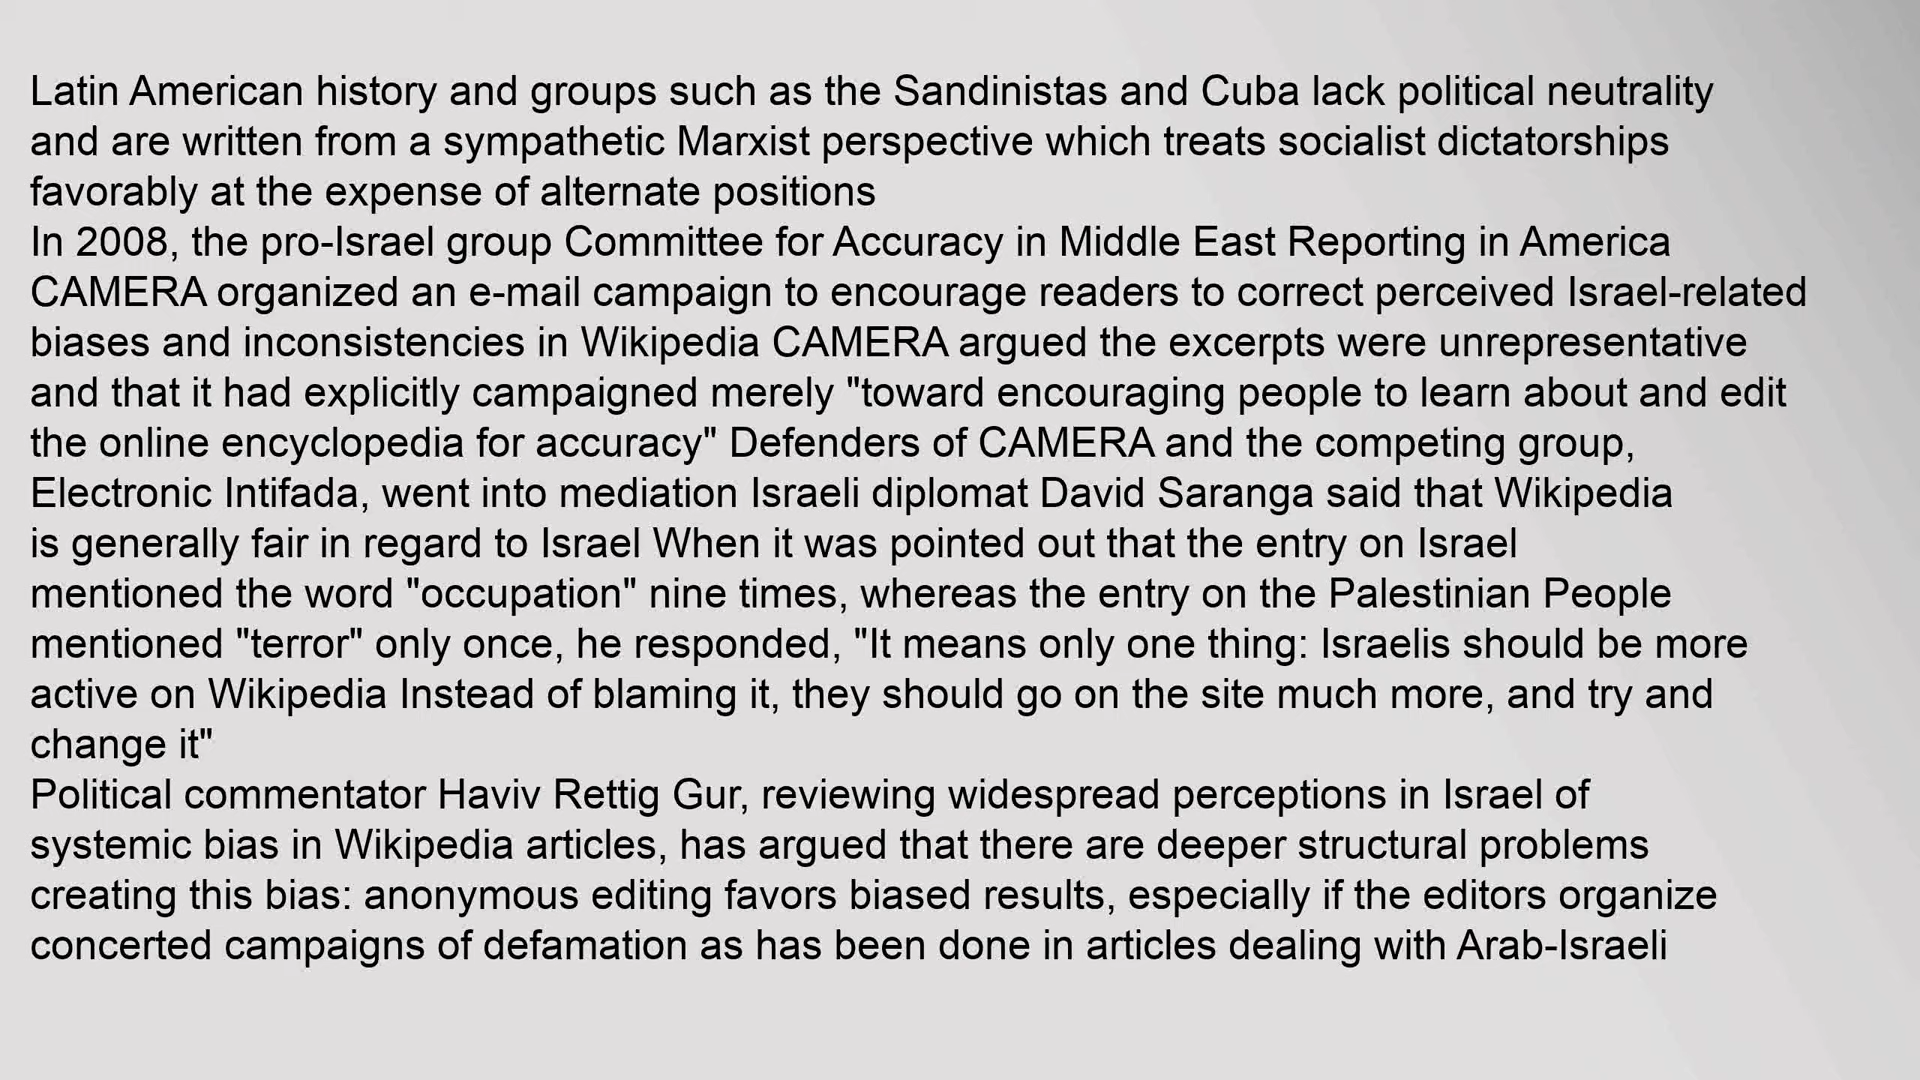 Latin American history and groups such as the Sandinistas and Cuba lack political neutrality
and are written from a sympathetic Marxist perspective which treats socialist dictatorships
favorably at the expense of alternate positions
In 2008, the pro-Israel group Committee for Accuracy in Middle East Reporting in America
CAMERA organized an e-mail campaign to encourage readers to correct perceived Israel-related
biases and inconsistencies in Wikipedia CAMERA argued the excerpts were unrepresentative
and that it had explicitly campaigned merely "toward encouraging people to learn about and edit
the online encyclopedia for accuracy" Defenders of CAMERA and the competing group,
Electronic Intifada, went into mediation Israeli diplomat David Saranga said that Wikipedia
is generally fair in regard to Israel When it was pointed out that the entry on Israel
mentioned the word "occupation" nine times, whereas the entry on the Palestinian People
mentioned "terror" only once, he responded, "It means only one thing: Israelis should be more
active on Wikipedia Instead of blaming it, they should go on the site much more, and try and
change it"
Political commentator Haviv Rettig Gur, reviewing widespread perceptions in Israel of
systemic bias in Wikipedia articles, has argued that there are deeper structural problems
creating this bias: anonymous editing favors biased results, especially if the editors organize
concerted campaigns of defamation as has been done in articles dealing with Arab-Israeli